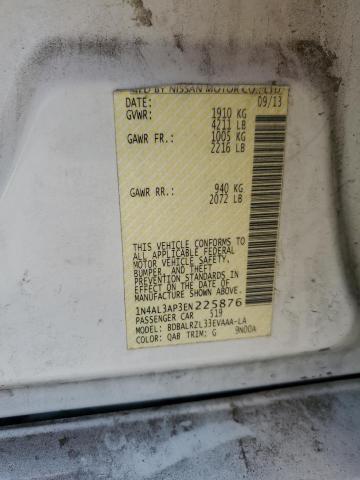 MFD BY NISSAN MOTOR CO., LTD
DATE: 09/13
GVWR: 1910 KG
4211 LB
GAWR FR.: 1005 KG
2216 LB
GAWR RR.: 940 KG
2072 LB
THIS VEHICLE CONFORMS TO
ALL APPLICABLE FEDERAL
MOTOR VEHICLE SAFETY,
BUMPER, AND THEFT
PREVENTION STANDARDS IN
EFFECT ON THE DATE OF
MANUFACTURE SHOWN ABOVE.
1N4AL3AP3EN225876
PASSENGER CAR 519
MODEL: BDBALRZL33EVAAA-LA
COLOR: QAB TRIM: G 9N00A